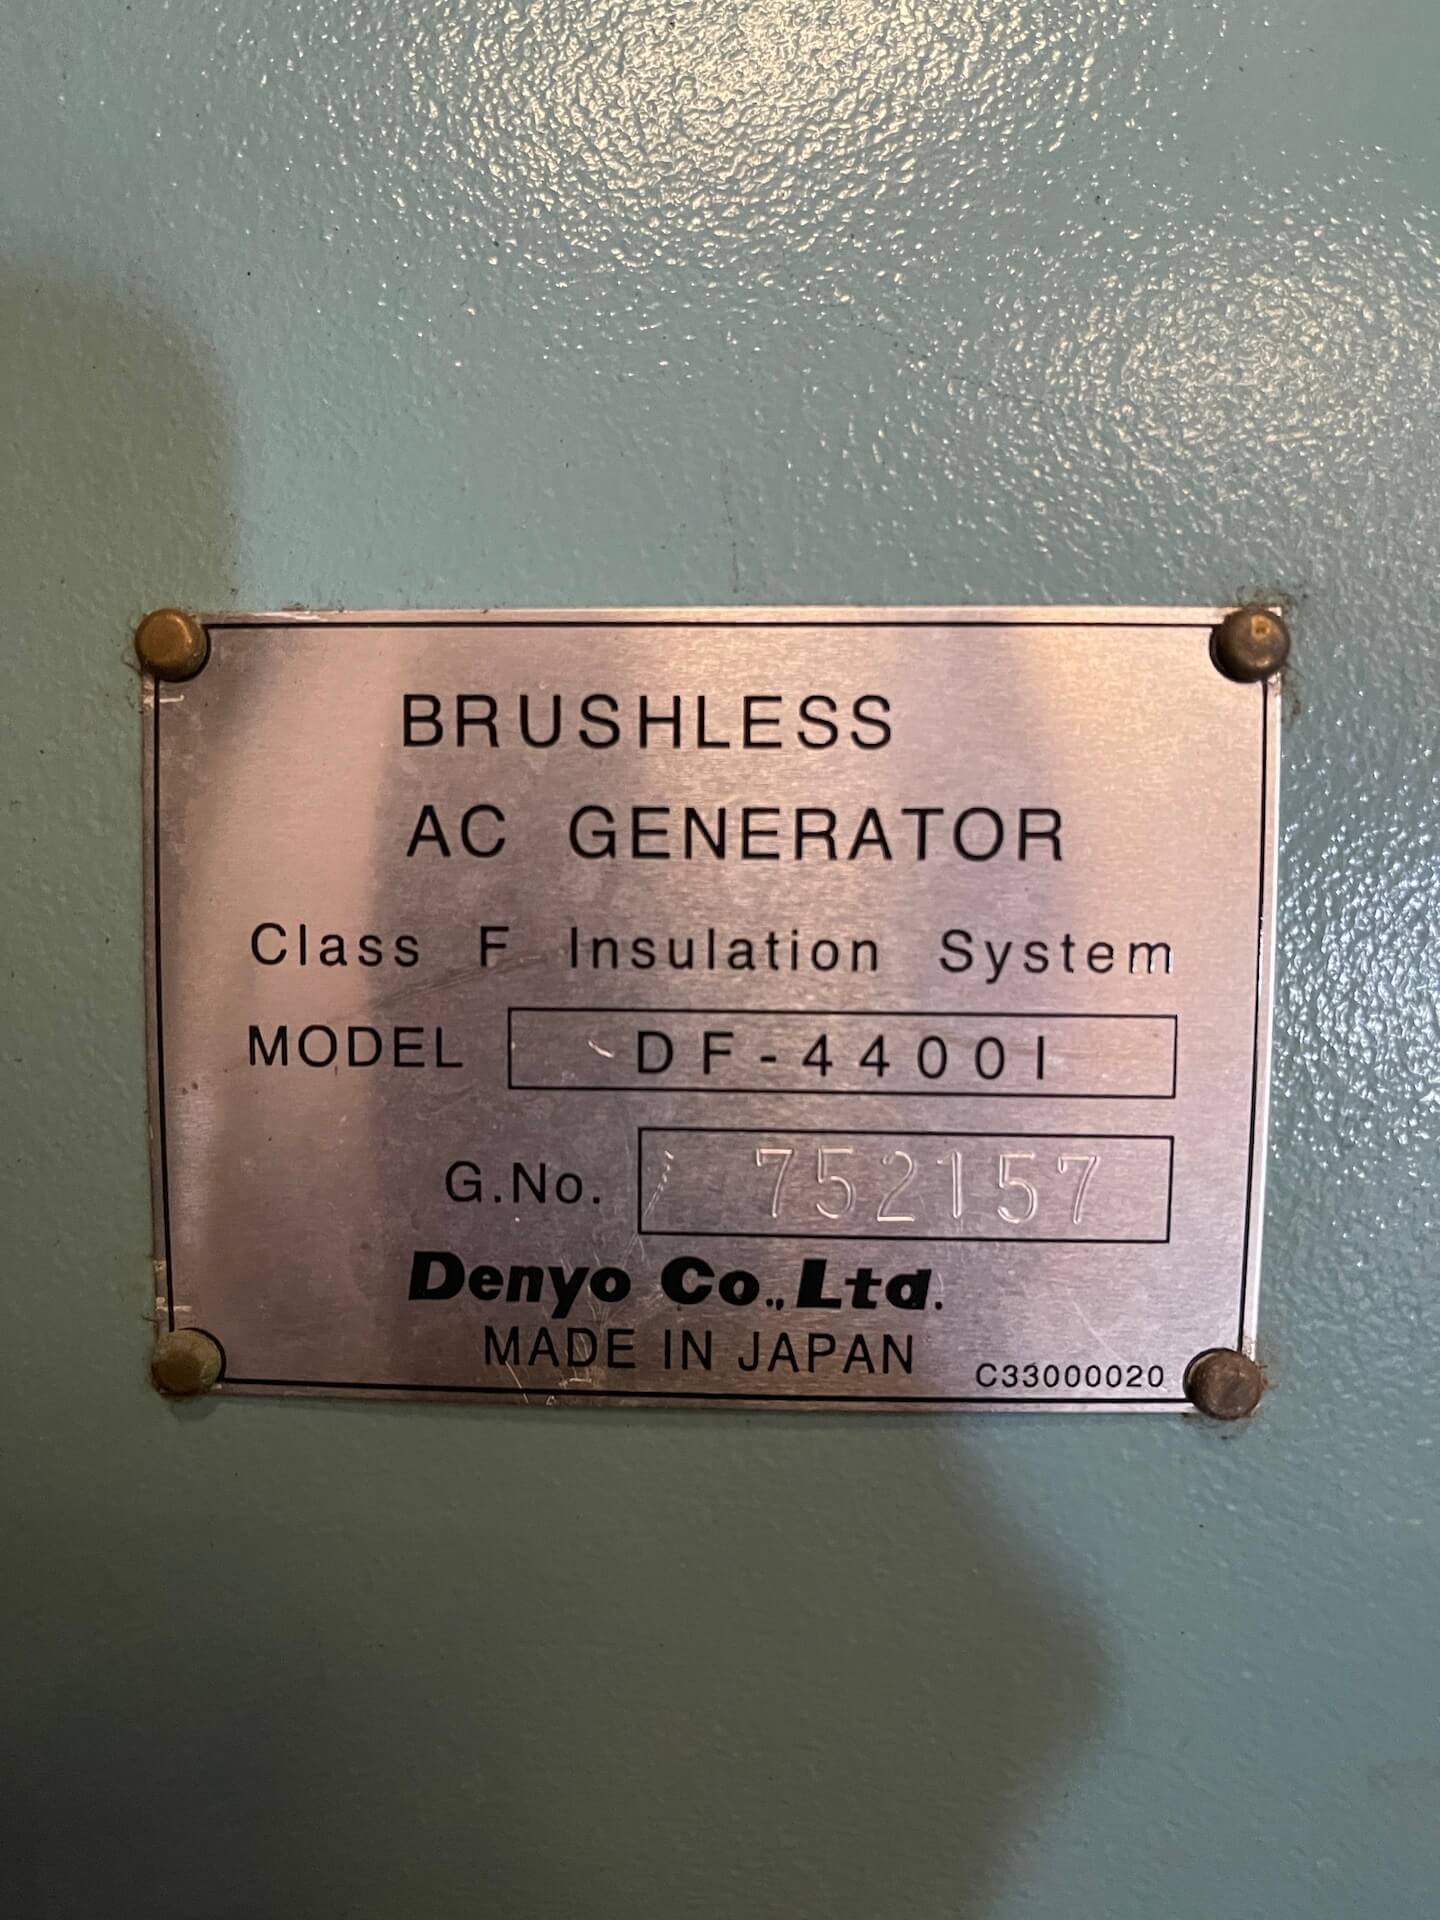 BRUSHLESS
AC GENERATOR
Class F Insulation System
MODEL DF-4400I
G.No. 752157
Denyo Co.,Ltd.
MADE IN JAPAN
C33000020